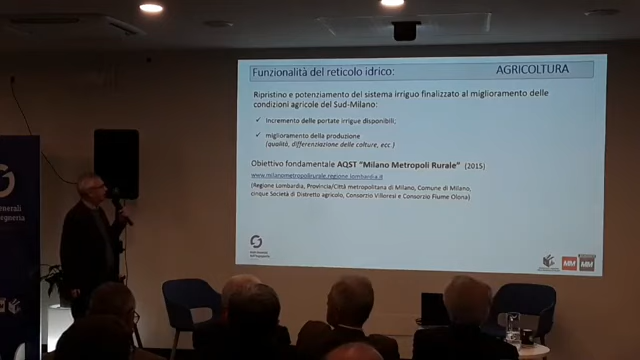 Funzionalità del reticolo idrico:
AGRICOLTURA
Ripristino e potenziamento del sistema irriguo finalizzato al miglioramento delle
condizioni agricole del Sud-Milano:
✓ Incremento delle portate irrigue disponibili;
✓ miglioramento della produzione
(qualità, differenziazione delle colture, ecc.)
Obiettivo fondamentale AQST "Milano Metropoli Rurale" (2015)
www.milanometropolirurale.regione.lombardia.it
(Regione Lombardia, Provincia/Città metropolitana di Milano, Comune di Milano,
cinque Società di Distretto agricolo, Consorzio Villoresi e Consorzio Fiume Olona)
MM
MM